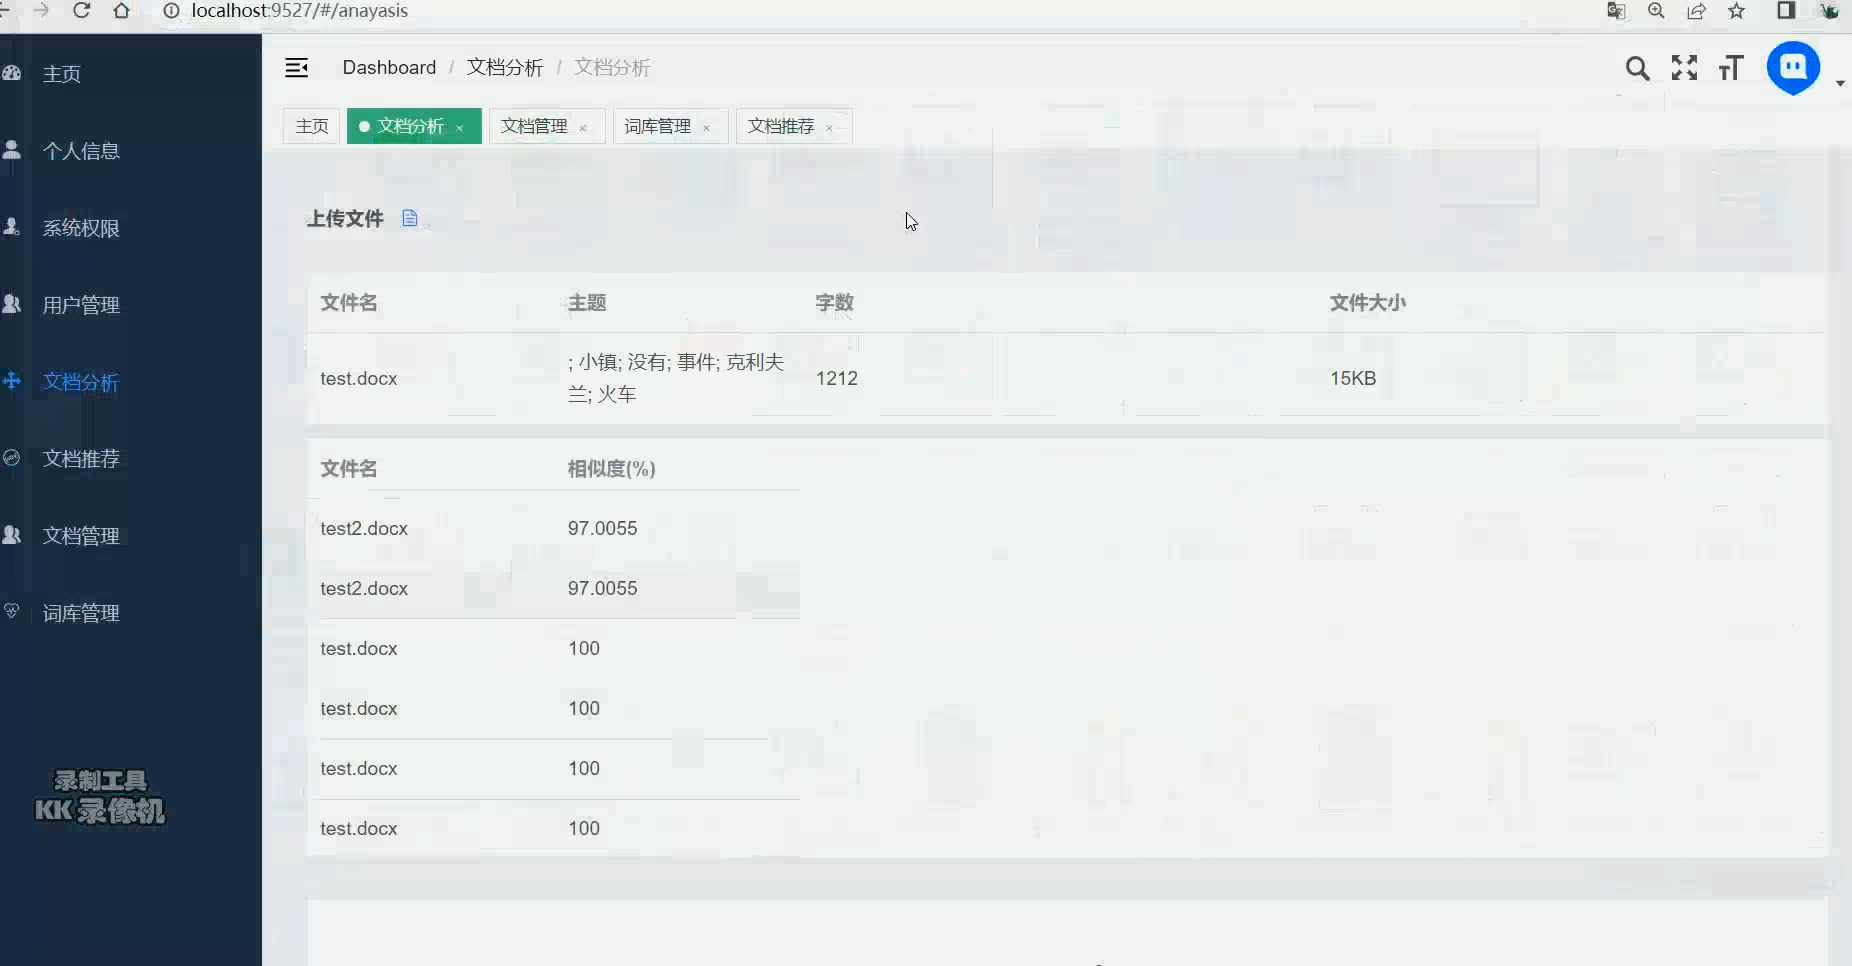 localhost:9527/#/anayasis
主页
个人信息
系统权限
用户管理
文档分析
文档推荐
文档管理
词库管理
录制工具
KK 录像机
Dashboard / 文档分析 / 文档分析
主页 文档分析 × 文档管理 × 词库管理 × 文档推荐 ×
上传文件
文件名 主题 字数 文件大小
test.docx ; 小镇; 没有; 事件; 克利夫 1212 15KB
兰; 火车
文件名 相似度(%)
test2.docx 97.0055
test2.docx 97.0055
test.docx 100
test.docx 100
test.docx 100
test.docx 100